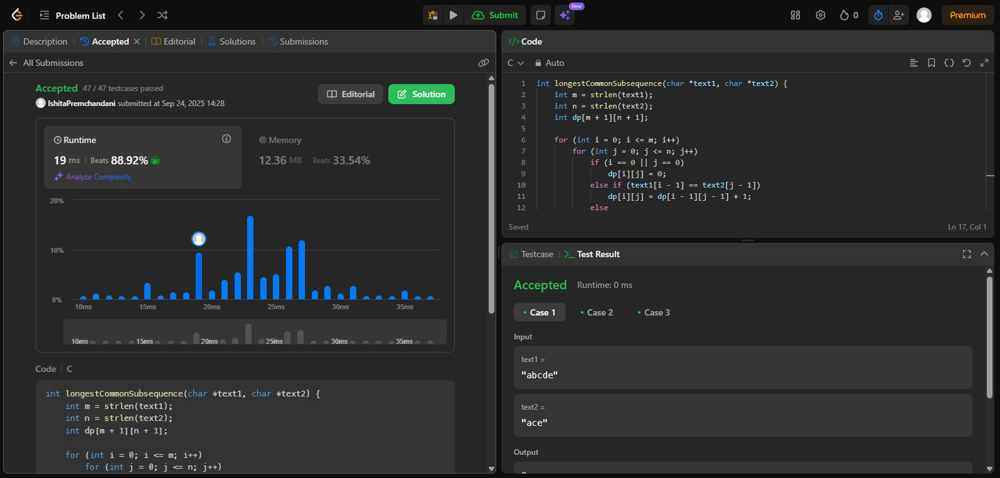 Problem List
Submit
New
0
Premium
Description
Accepted
Editorial
Solutions
Submissions
All Submissions
Accepted 47 / 47 testcases passed
IshitaPremchandani submitted at Sep 24, 2025 14:28
Editorial
Solution
Runtime
19 ms Beats 88.92%
Analyze Complexity
Memory
12.36 MB Beats 33.54%
20%
10%
0%
10ms 15ms 20ms 25ms 30ms 35ms
10ms 15ms 20ms 25ms 30ms 35ms
Code C
int longestCommonSubsequence(char *text1, char *text2) {
int m = strlen(text1);
int n = strlen(text2);
int dp[m + 1][n + 1];
for (int i = 0; i <= m; i++)
for (int j = 0; j <= n; j++)
</> Code
C Auto
1 int longestCommonSubsequence(char *text1, char *text2) {
2 int m = strlen(text1);
3 int n = strlen(text2);
4 int dp[m + 1][n + 1];
5
6 for (int i = 0; i <= m; i++)
7 for (int j = 0; j <= n; j++)
8 if (i == 0 || j == 0)
9 dp[i][j] = 0;
10 else if (text1[i - 1] == text2[j - 1])
11 dp[i][j] = dp[i - 1][j - 1] + 1;
12 else
Saved
Ln 17, Col 1
Testcase
Test Result
Accepted Runtime: 0 ms
Case 1
Case 2
Case 3
Input
text1 =
"abcde"
text2 =
"ace"
Output